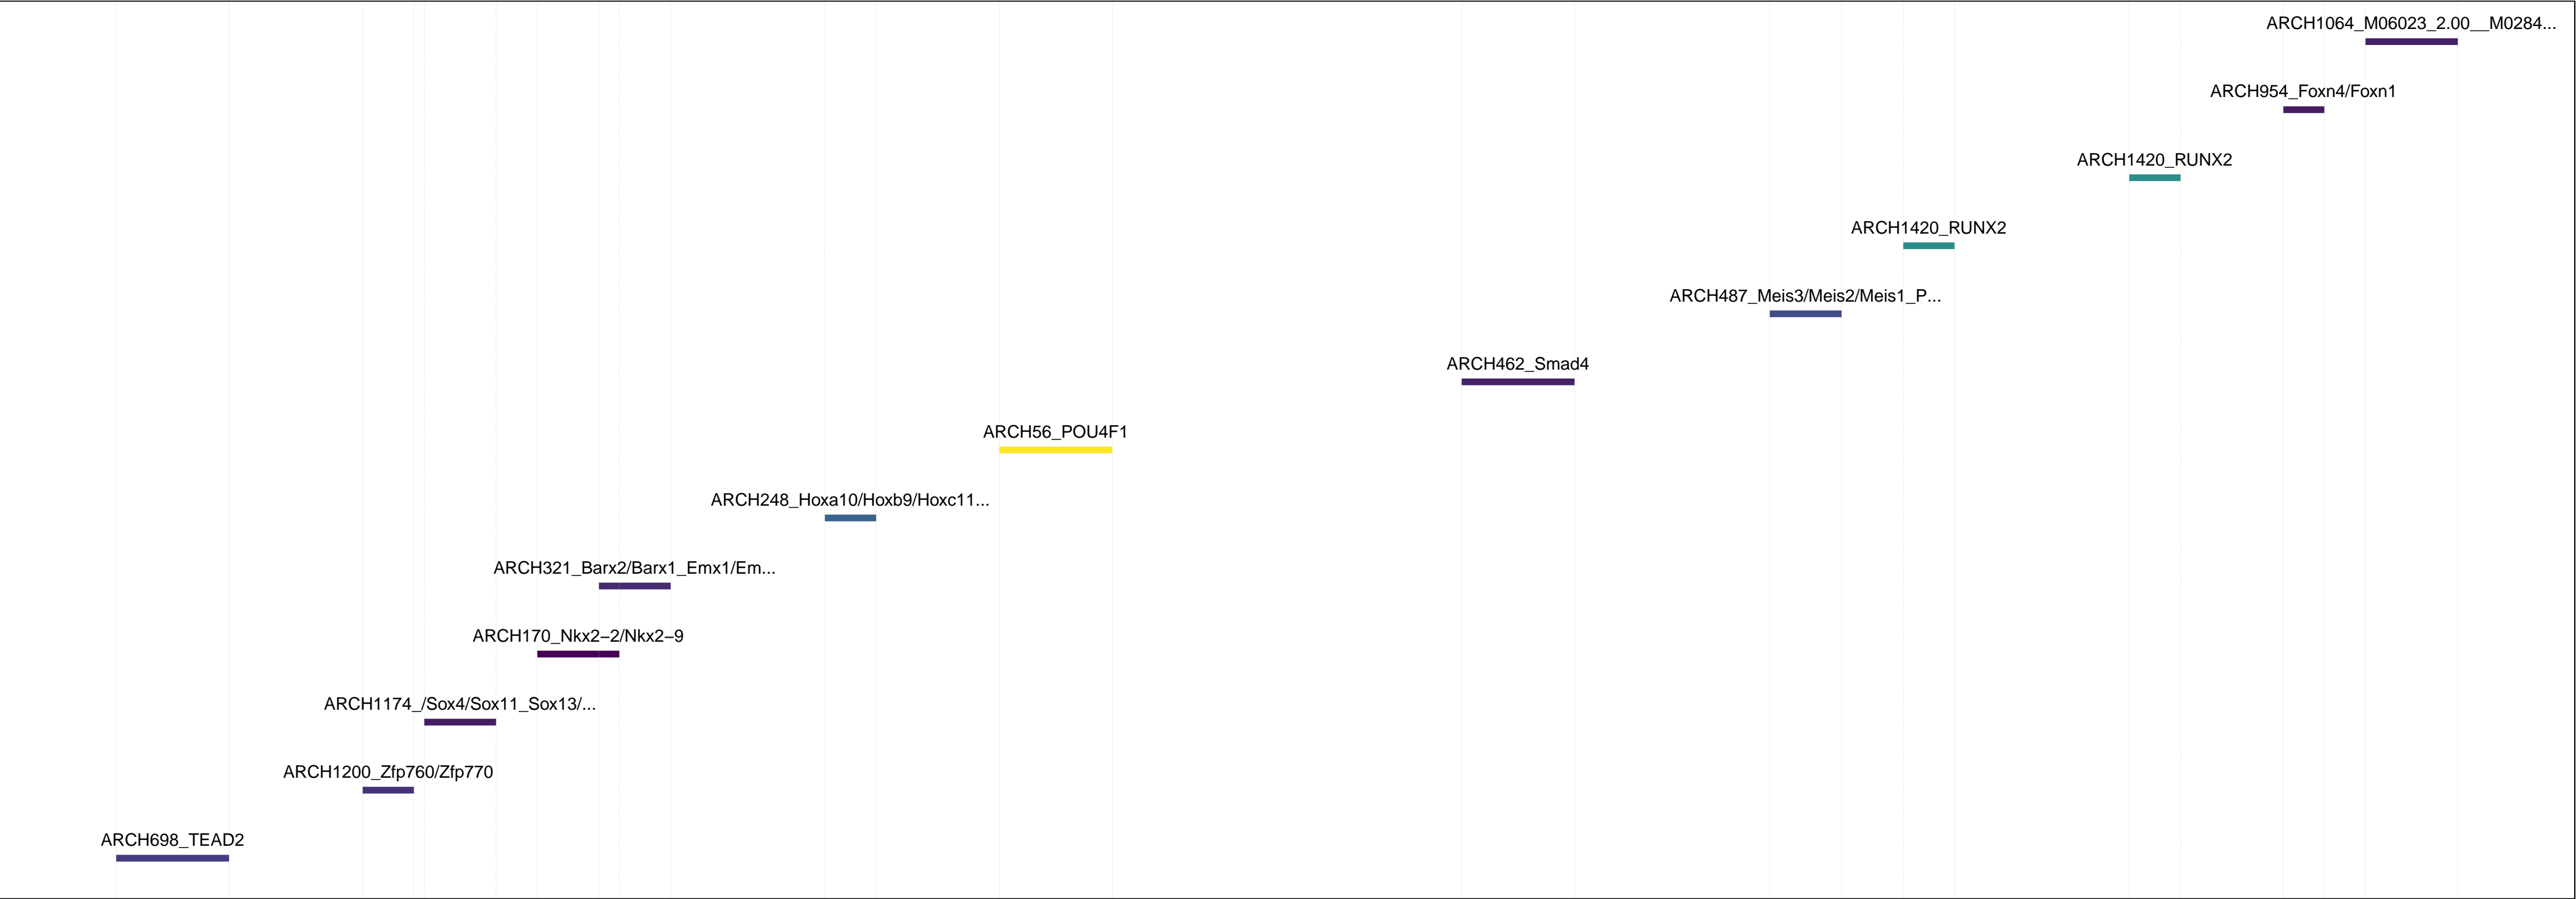 ARCH1064_M06023_2.00__M0284...
ARCH954_Foxn4/Foxn1
ARCH1420_RUNX2
ARCH1420_RUNX2
ARCH487_Meis3/Meis2/Meis1_P...
ARCH462_Smad4
ARCH56_POU4F1
ARCH248_Hoxa10/Hoxb9/Hoxc11...
ARCH321_Barx2/Barx1_Emx1/Em...
ARCH170_Nkx2−2/Nkx2−9
ARCH1174_/Sox4/Sox11_Sox13/...
ARCH1200_Zfp760/Zfp770
ARCH698_TEAD2